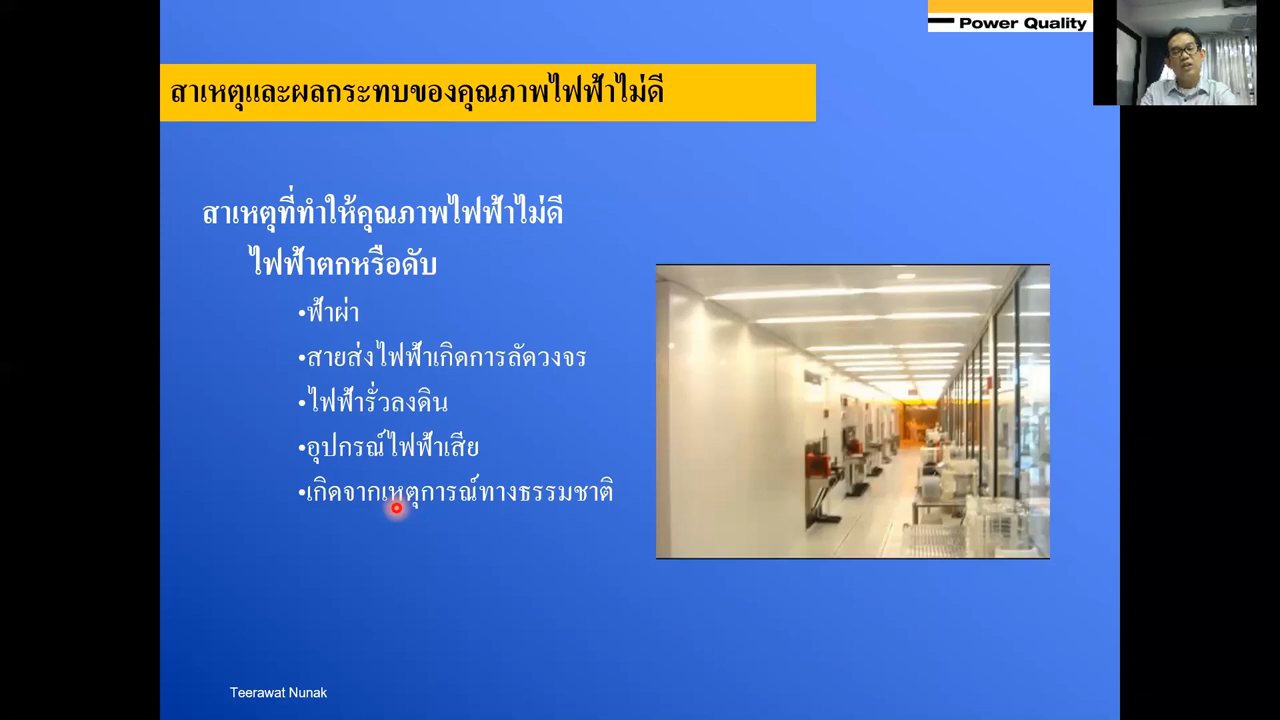 Power Quality
สาเหตุและผลกระทบของคุณภาพไฟฟ้าไม่ดี
สาเหตุที่ทำให้คุณภาพไฟฟ้าไม่ดี
ไฟฟ้าตกหรือดับ
•ฟ้าผ่า
•สายส่งไฟฟ้าเกิดการลัดวงจร
•ไฟฟ้ารั่วลงดิน
•อุปกรณ์ไฟฟ้าเสีย
•เกิดจากเหตุการณ์ทางธรรมชาติ
Teerawat Nunak